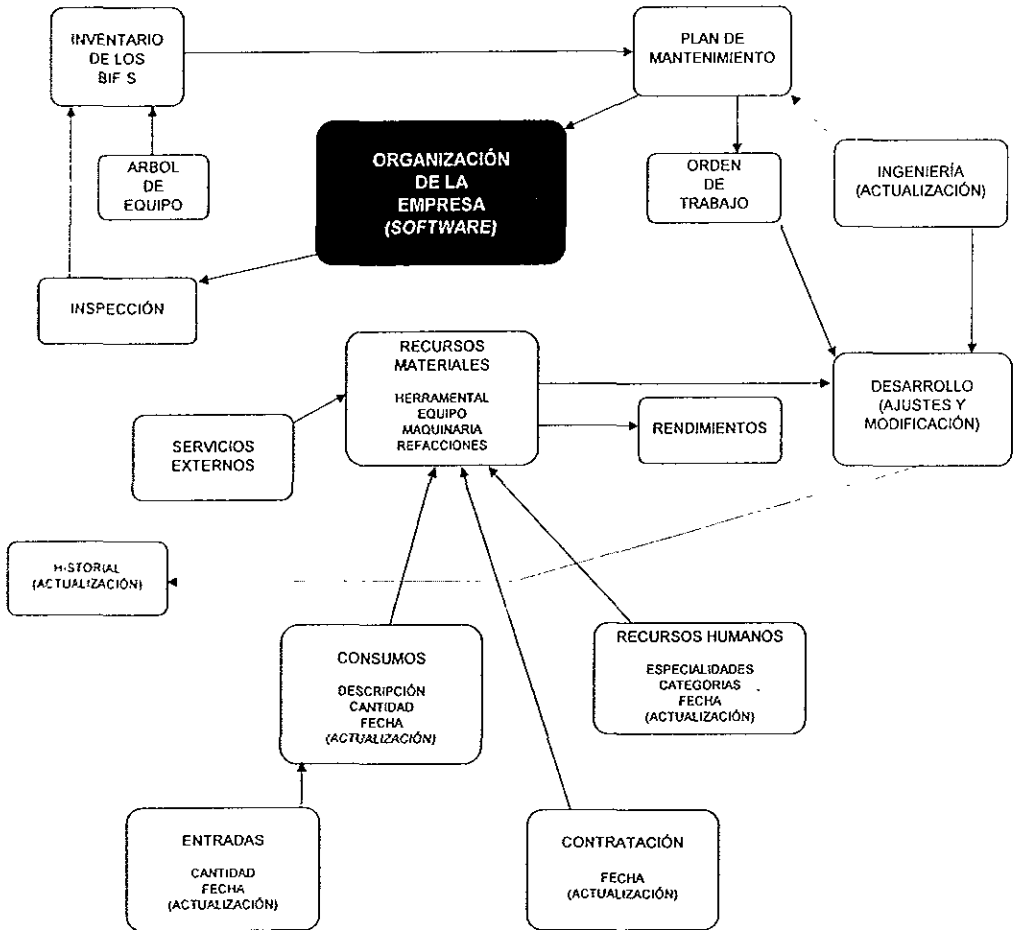 INVENTARIO
DE LOS
BIF S
PLAN DE
MANTENIMIENTO
ORGANIZACIÓN
DE LA
EMPRESA
(SOFTWARE)
ARBOL
DE
EQUIPO
ORDEN
DE
TRABAJO
INGENIERÍA
(ACTUALIZACIÓN)
INSPECCIÓN
RECURSOS
MATERIALES
HERRAMENTAL
EQUIPO
MAQUINARIA
REFACCIONES
DESARROLLO
(AJUSTES Y
MODIFICACIÓN)
RENDIMIENTOS
SERVICIOS
EXTERNOS
HISTORIAL
(ACTUALIZACIÓN)
CONSUMOS
DESCRIPCIÓN
CANTIDAD
FECHA
(ACTUALIZACIÓN)
RECURSOS HUMANOS
ESPECIALIDADES
CATEGORIAS
FECHA
(ACTUALIZACIÓN)
ENTRADAS
CANTIDAD
FECHA
(ACTUALIZACIÓN)
CONTRATACIÓN
FECHA
(ACTUALIZACIÓN)